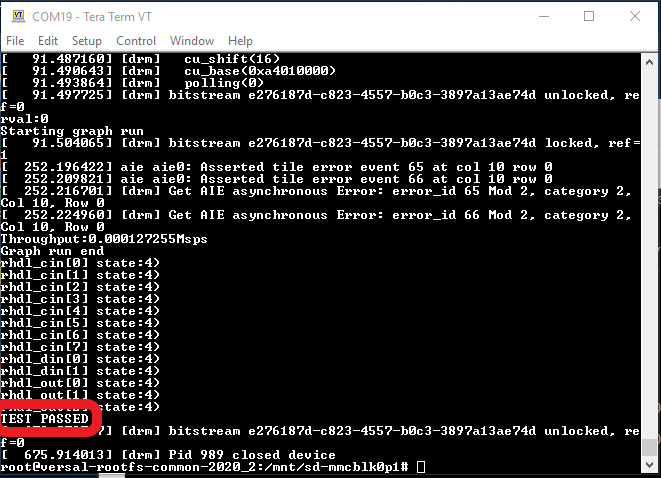 COM19 - Tera Term VT
File Edit Setup Control Window Help
[   91.487160] [drm]   cu_shift(16)
[   91.490643] [drm]   cu_base(0xa4010000)
[   91.493864] [drm]   polling(0)
[   91.497725] [drm] bitstream e276187d-c823-4557-b0c3-3897a13ae74d unlocked, re
f=0
rval:0
Starting graph run
[   91.504065] [drm] bitstream e276187d-c823-4557-b0c3-3897a13ae74d locked, ref=
1
[  252.196422] aie aie0: Asserted tile error event 65 at col 10 row 0
[  252.209821] aie aie0: Asserted tile error event 66 at col 10 row 0
[  252.216701] [drm] Get AIE asynchronous Error: error_id 65 Mod 2, category 2,
Col 10, Row 0
[  252.224960] [drm] Get AIE asynchronous Error: error_id 66 Mod 2, category 2,
Col 10, Row 0
Throughput:0.000127255Msps
Graph run end
rhdl_cin[0] state:4)
rhdl_cin[1] state:4)
rhdl_cin[2] state:4)
rhdl_cin[3] state:4)
rhdl_cin[4] state:4)
rhdl_cin[5] state:4)
rhdl_cin[6] state:4)
rhdl_cin[7] state:4)
rhdl_din[0] state:4)
rhdl_din[1] state:4)
rhdl_out[0] state:4)
rhdl_out[1] state:4)
state:4)
TEST PASSED
[drm] bitstream e276187d-c823-4557-b0c3-3897a13ae74d unlocked, re
f=0
[  675.914013] [drm] Pid 989 closed device
root@versal-rootfs-common-2020_2:/mnt/sd-mmcblk0p1#